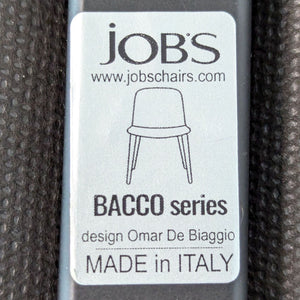 JOB'S
www.jobschairs.com
BACCO series
design Omar De Biaggio
MADE in ITALY